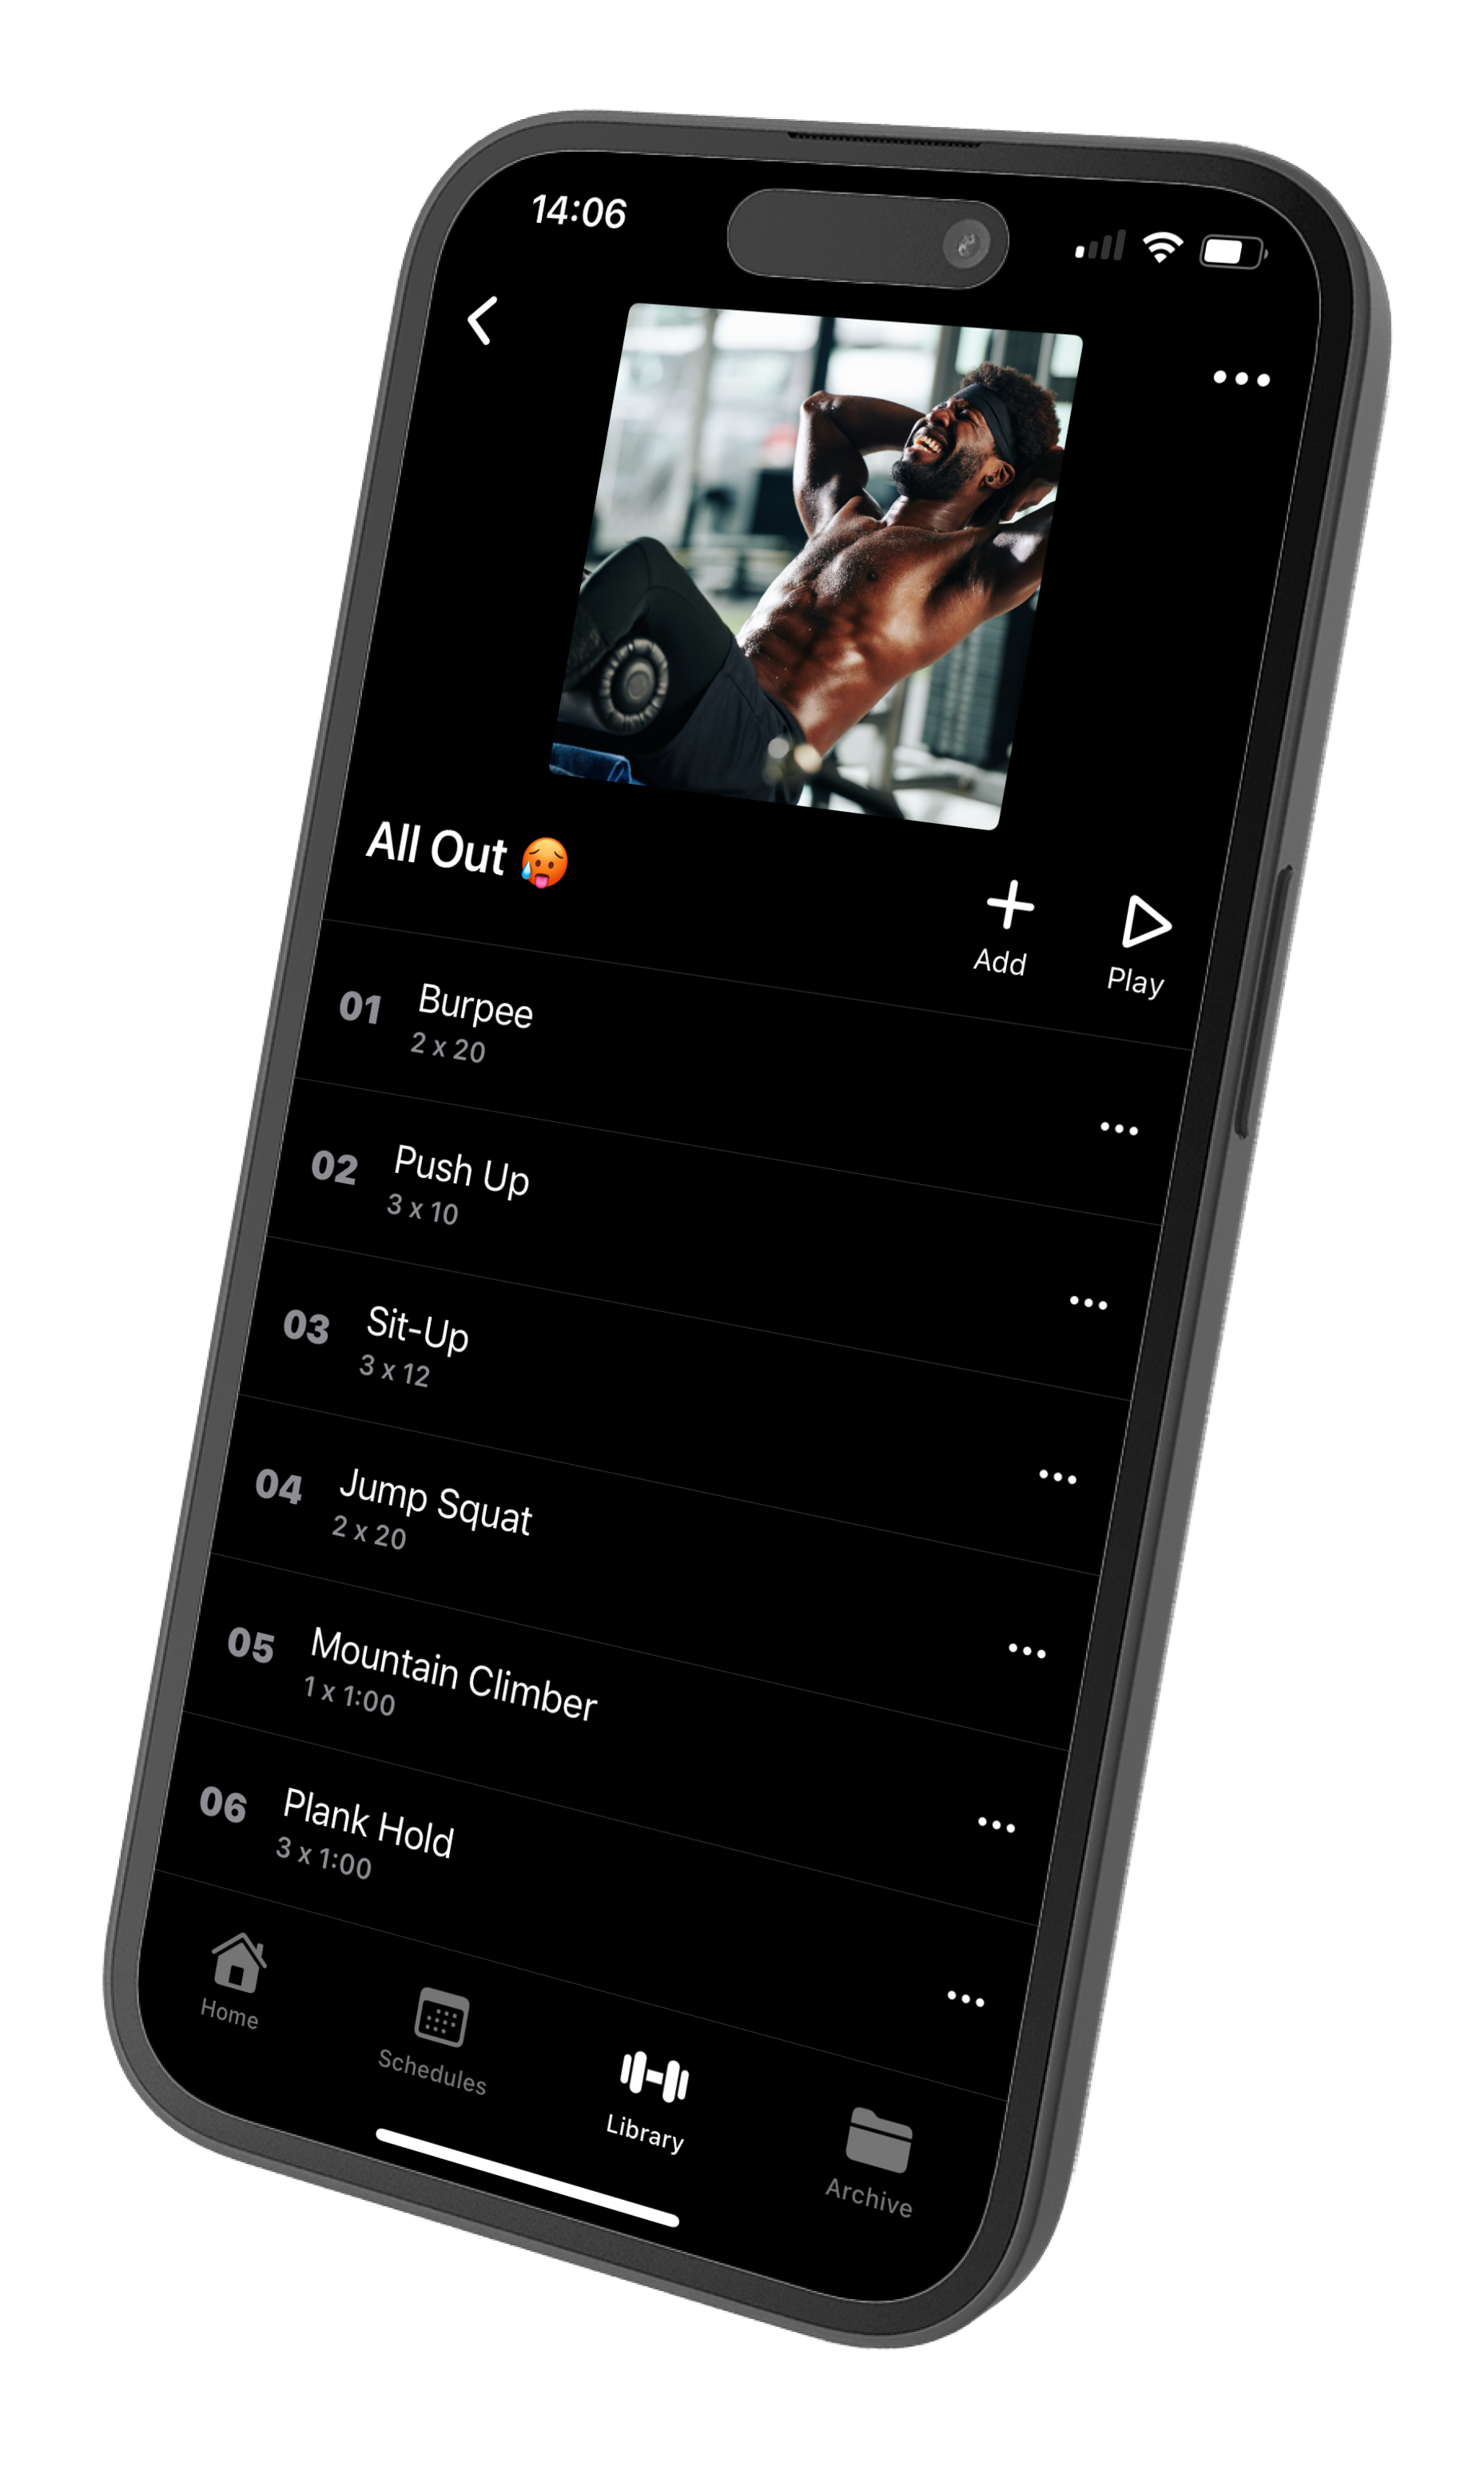 14:06
All Out 🥵
Add
Play
01
Burpee
2 x 20
02
Push Up
3 x 10
03
Sit-Up
3 x 12
04
Jump Squat
2 x 20
05
Mountain Climber
1 x 1:00
06
Plank Hold
3 x 1:00
Home
Schedules
Library
Archive